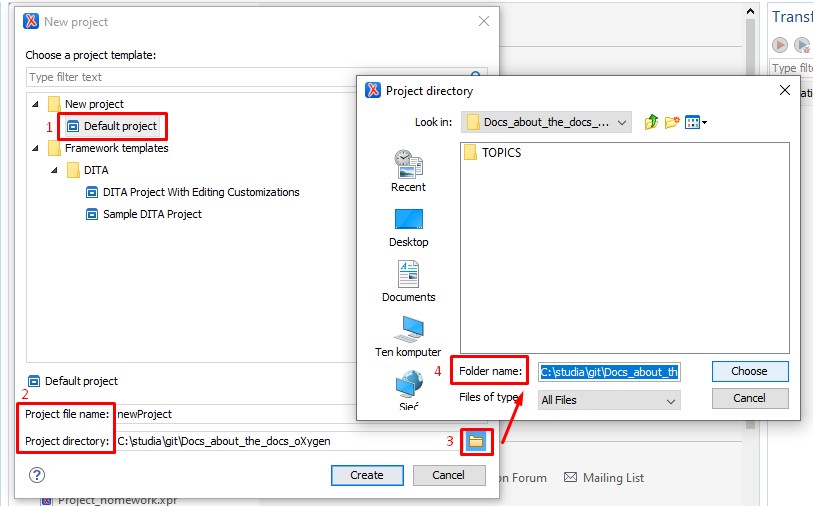 New project
Choose a project template:
Type filter text
New project
1
Default project
Framework templates
DITA
DITA Project With Editing Customizations
Sample DITA Project
Default project
2
Project file name:
newProject
Project directory:
C:\studia\git\Docs_about_the_docs_oXygen
3
?
Create
Cancel
Project_homework.xpr
Project directory
Look in:
Docs_about_the_docs_...
TOPICS
Recent
Desktop
Documents
Ten komputer
Sieć
4
Folder name:
C:\studia\git\Docs_about_th
Choose
Files of type:
All Files
Cancel
on Forum
Mailing List
Transf
Type filt